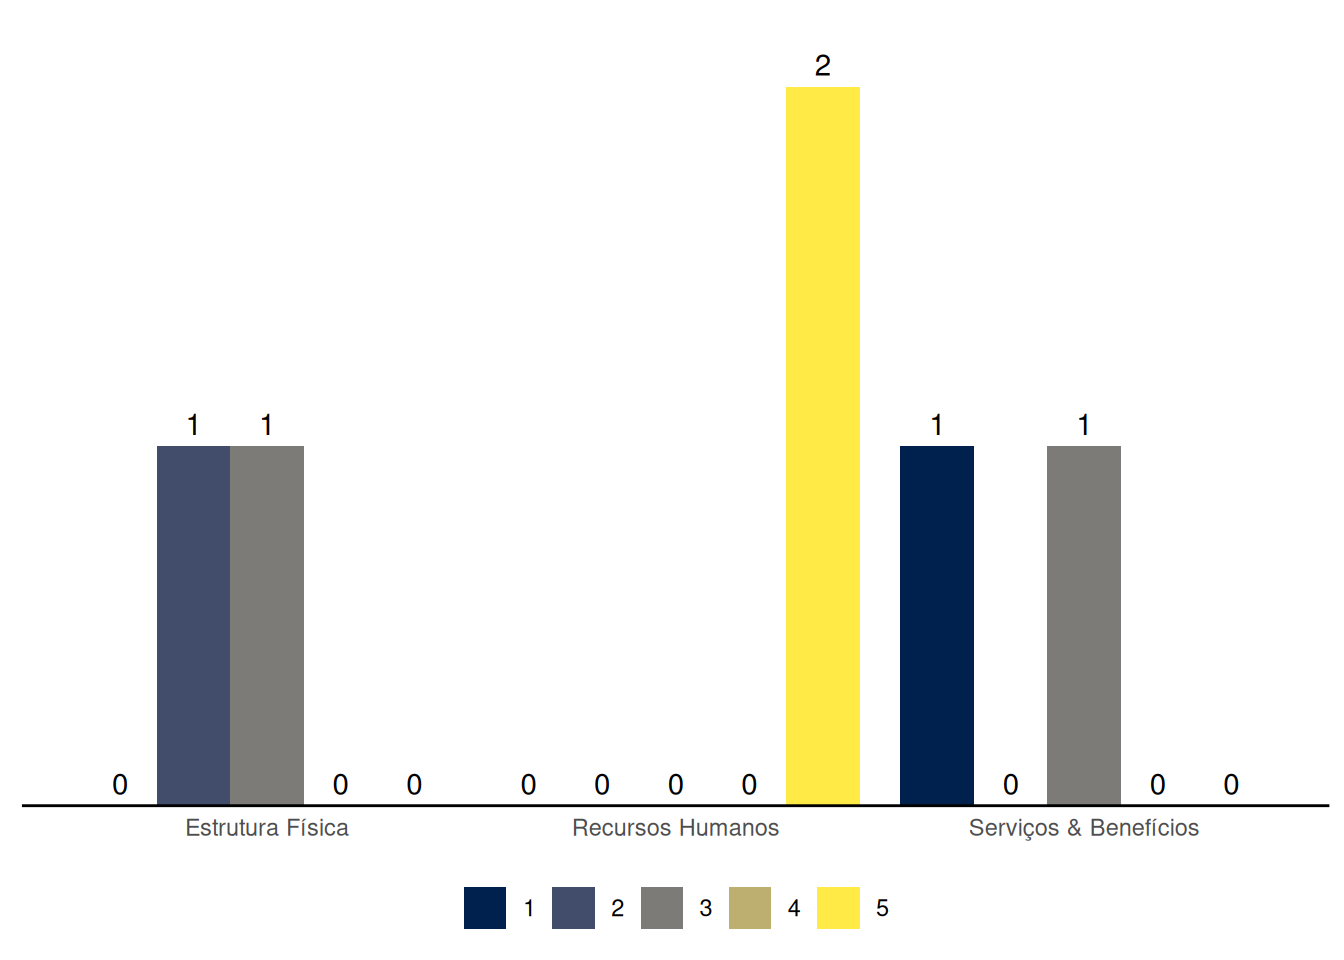 2
1 1 1 1
0 0 0 0 0 0 0 0 0 0
Estrutura Física Recursos Humanos Serviços & Benefícios
1 2 3 4 5